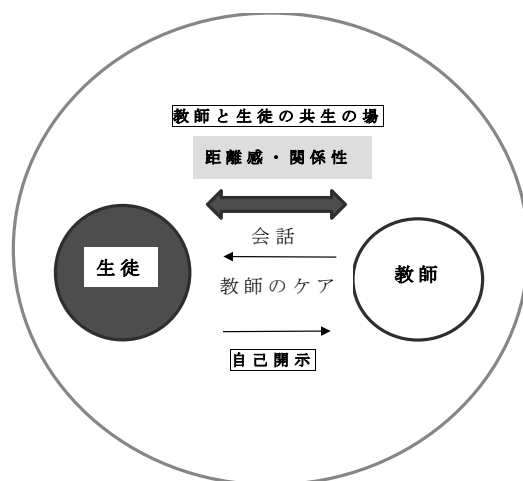 教師と生徒の共生の場
距離感・関係性
会話
生徒
教師
教師のケア
自己開示